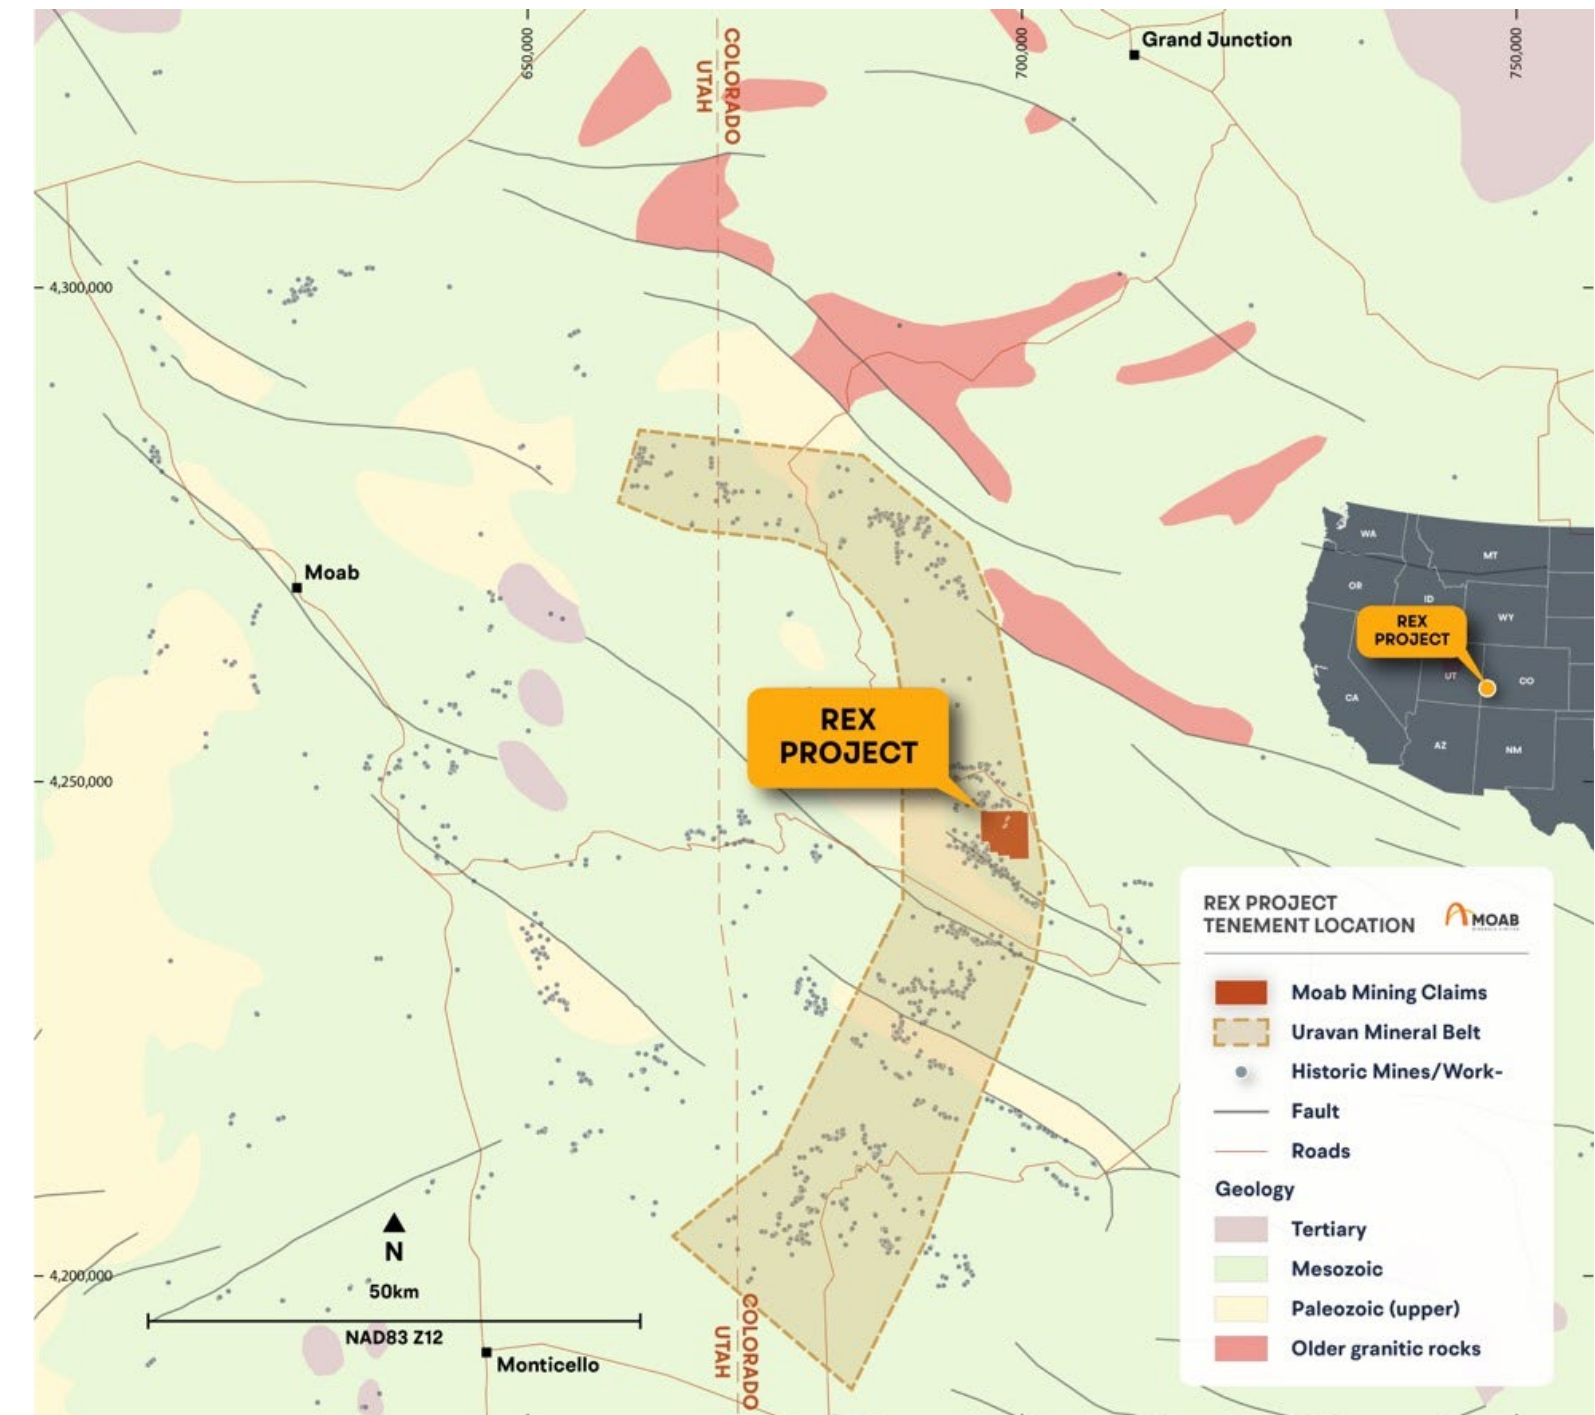 650,000
700,000
750,000
COLORADO
UTAH
Grand Junction
4,300,000
Moab
WA
MT
OR
ID
WY
REX
PROJECT
UT
CO
CA
AZ
NM
REX
PROJECT
4,250,000
REX PROJECT
TENEMENT LOCATION
MOAB
Moab Mining Claims
Uravan Mineral Belt
Historic Mines/Work-
Fault
Roads
Geology
Tertiary
Mesozoic
Paleozoic (upper)
Older granitic rocks
N
4,200,000
50km
NAD83 Z12
Monticello
COLORADO
UTAH